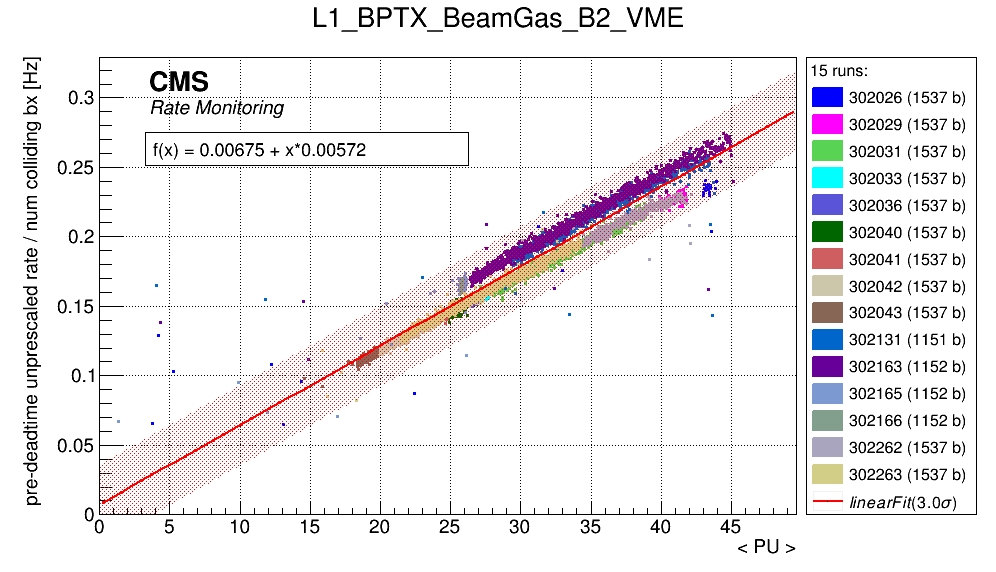 L1_BPTX_BeamGas_B2_VME
pre-deadtime unprescaled rate / num colliding bx [Hz]
CMS
Rate Monitoring
f(x) = 0.00675 + x*0.00572
0.3
0.25
0.2
0.15
0.1
0.05
0
0 5 10 15 20 25 30 35 40 45
< PU >
15 runs:
302026 (1537 b)
302029 (1537 b)
302031 (1537 b)
302033 (1537 b)
302036 (1537 b)
302040 (1537 b)
302041 (1537 b)
302042 (1537 b)
302043 (1537 b)
302131 (1151 b)
302163 (1152 b)
302165 (1152 b)
302166 (1152 b)
302262 (1537 b)
302263 (1537 b)
linearFit(3.0σ)